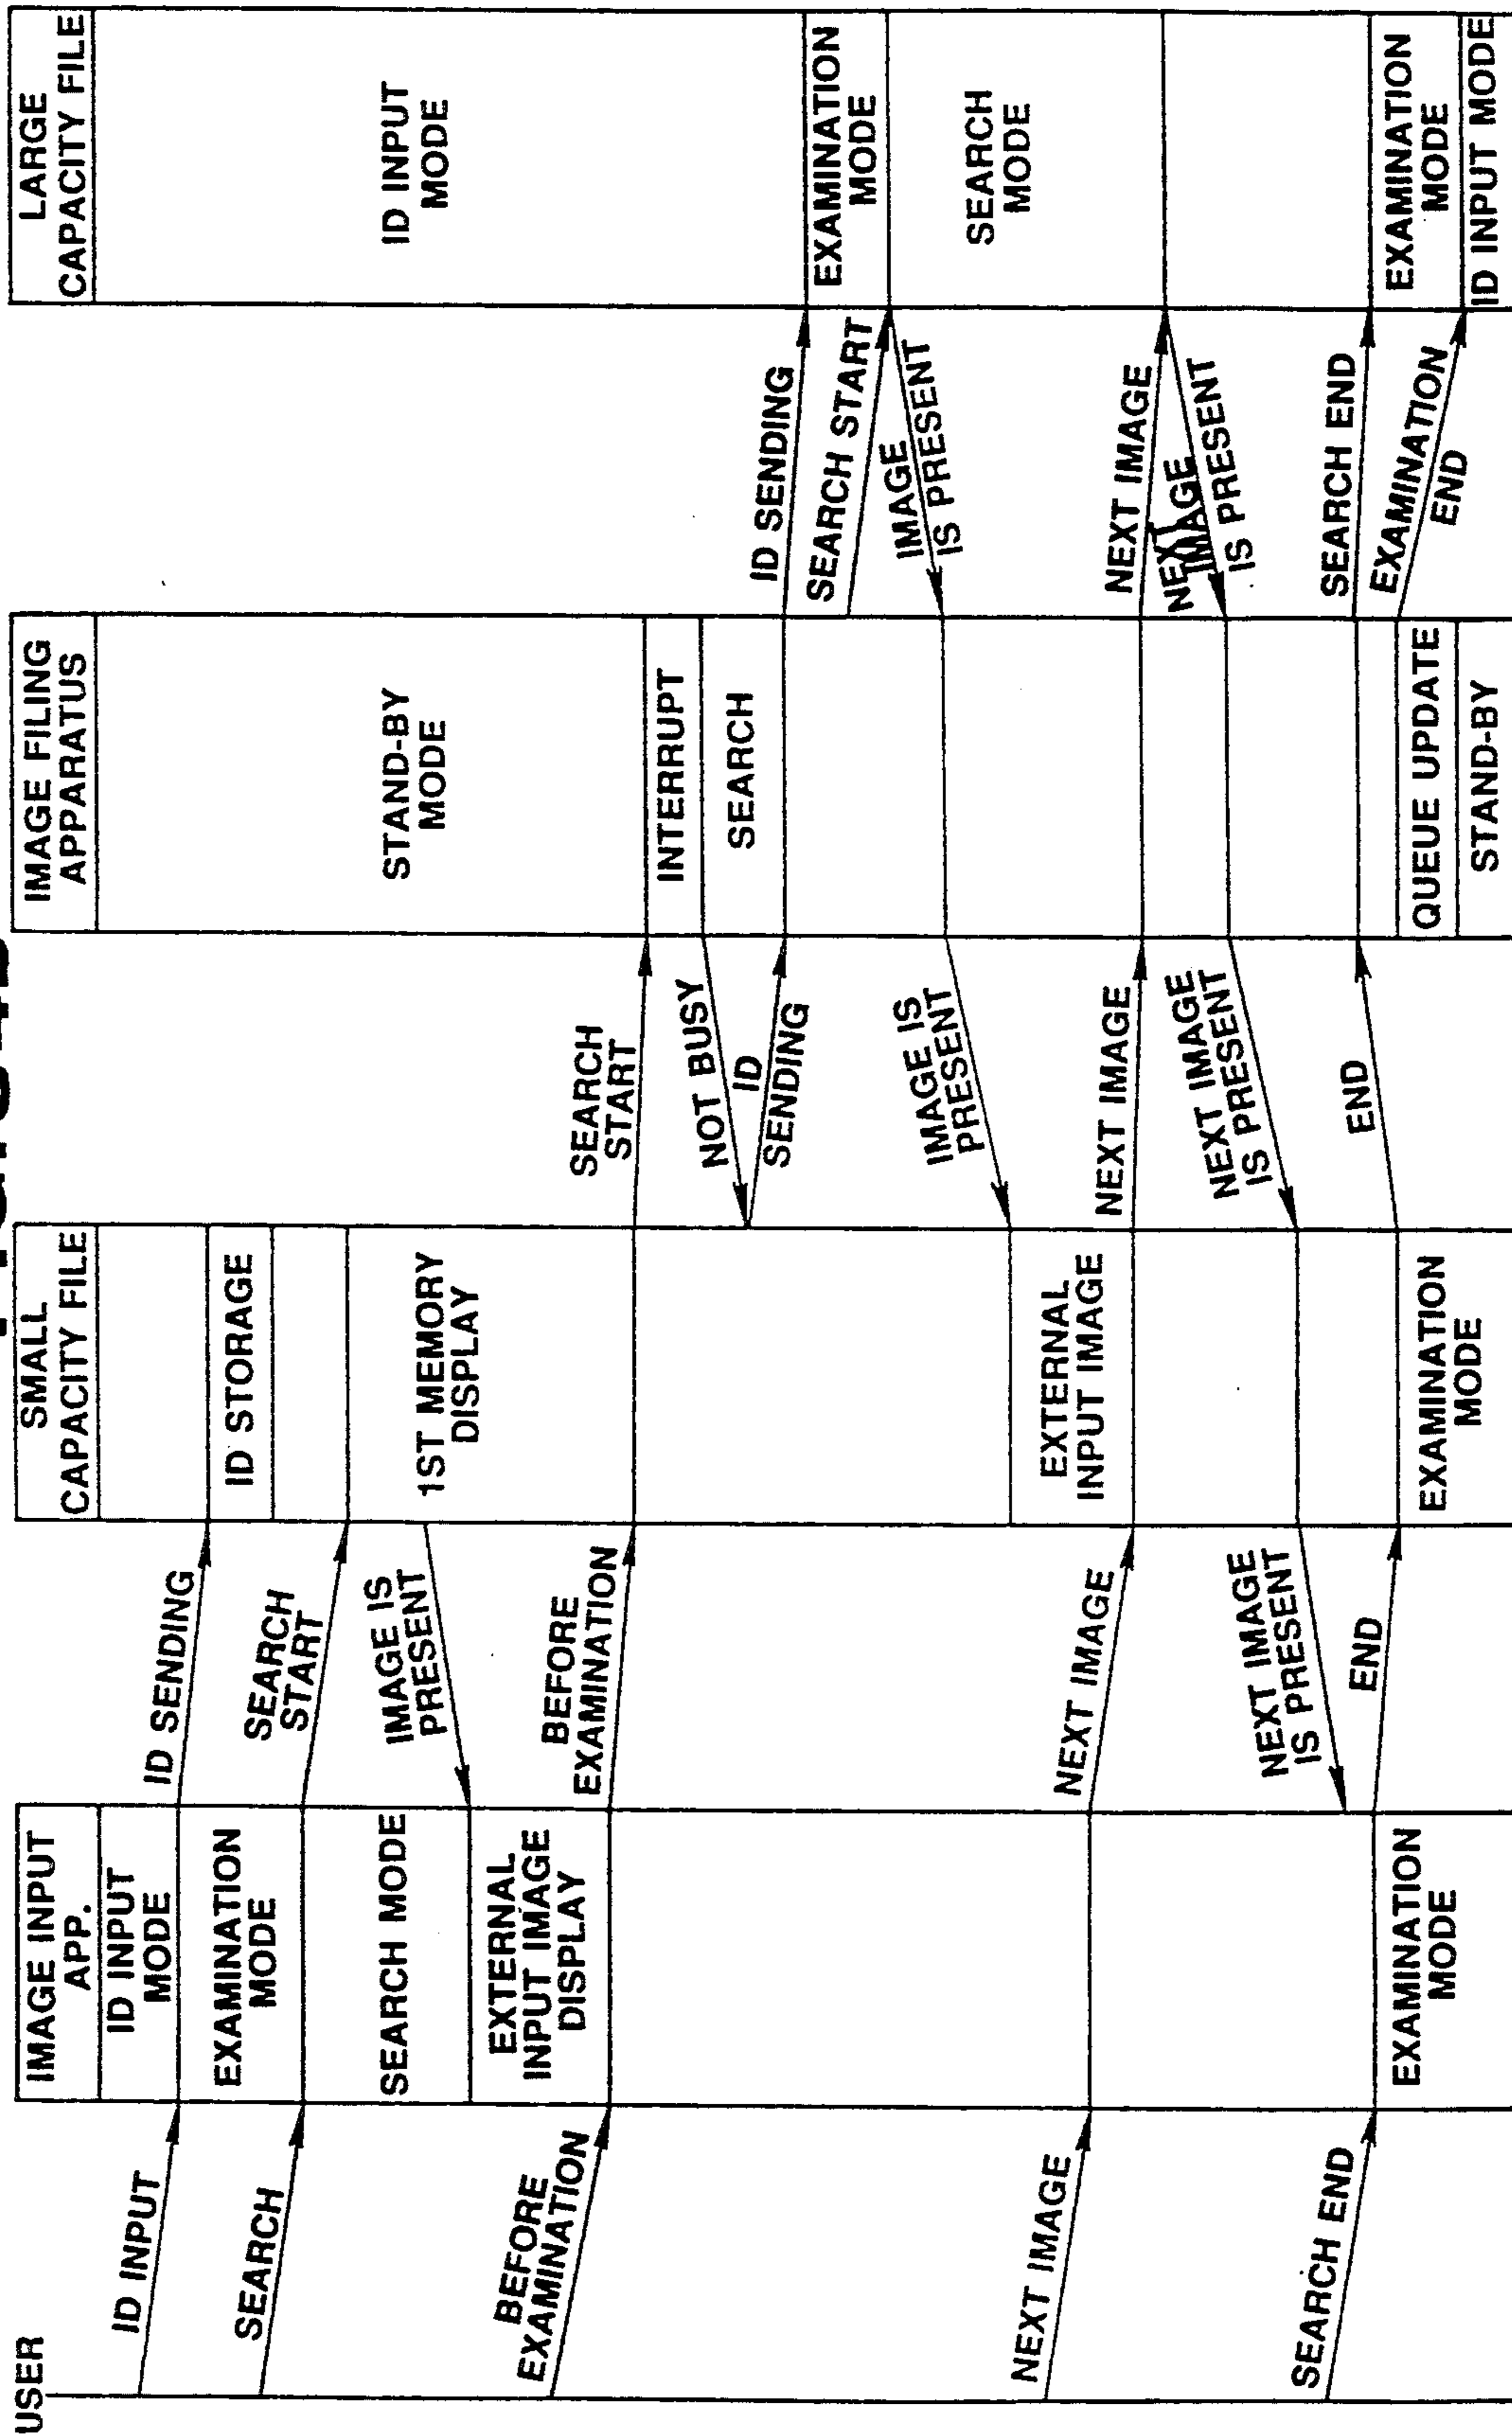 USER
IMAGE INPUT
APP.
ID INPUT
MODE
EXAMINATION
MODE
SEARCH MODE
EXTERNAL
INPUT IMAGE
DISPLAY
EXAMINATION
MODE
SMALL
CAPACITY FILE
ID STORAGE
1ST MEMORY
DISPLAY
EXTERNAL
INPUT IMAGE
EXAMINATION
MODE
IMAGE FILING
APPARATUS
STAND-BY
MODE
INTERRUPT
SEARCH
QUEUE UPDATE
STAND-BY
LARGE
CAPACITY FILE
ID INPUT
MODE
EXAMINATION
MODE
SEARCH
MODE
EXAMINATION
MODE
ID INPUT MODE
ID INPUT
SEARCH
BEFORE
EXAMINATION
NEXT IMAGE
SEARCH END
ID SENDING
SEARCH
START
IMAGE IS
PRESENT
BEFORE
EXAMINATION
NEXT IMAGE
NEXT IMAGE
IS PRESENT
END
SEARCH
START
NOT BUSY
ID
SENDING
IMAGE IS
PRESENT
NEXT IMAGE
NEXT IMAGE
IS PRESENT
END
ID SENDING
SEARCH START
IMAGE
IS PRESENT
NEXT IMAGE
NEXT
IMAGE
IS PRESENT
SEARCH END
EXAMINATION
END